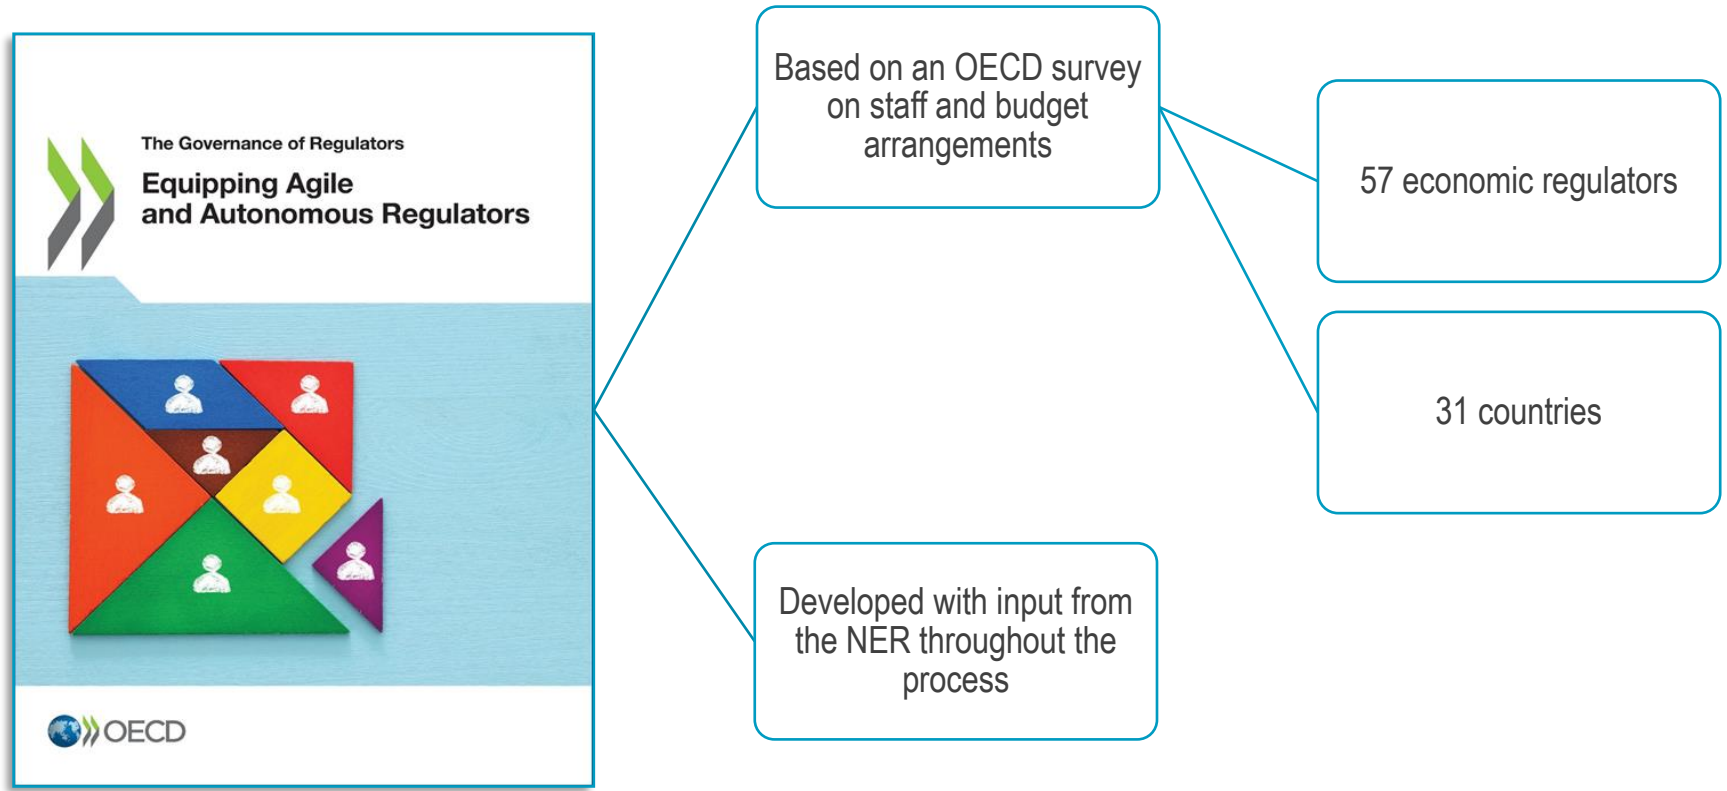 The Governance of Regulators
Equipping Agile
and Autonomous Regulators
OECD
Based on an OECD survey
on staff and budget
arrangements
57 economic regulators
31 countries
Developed with input from
the NER throughout the
process